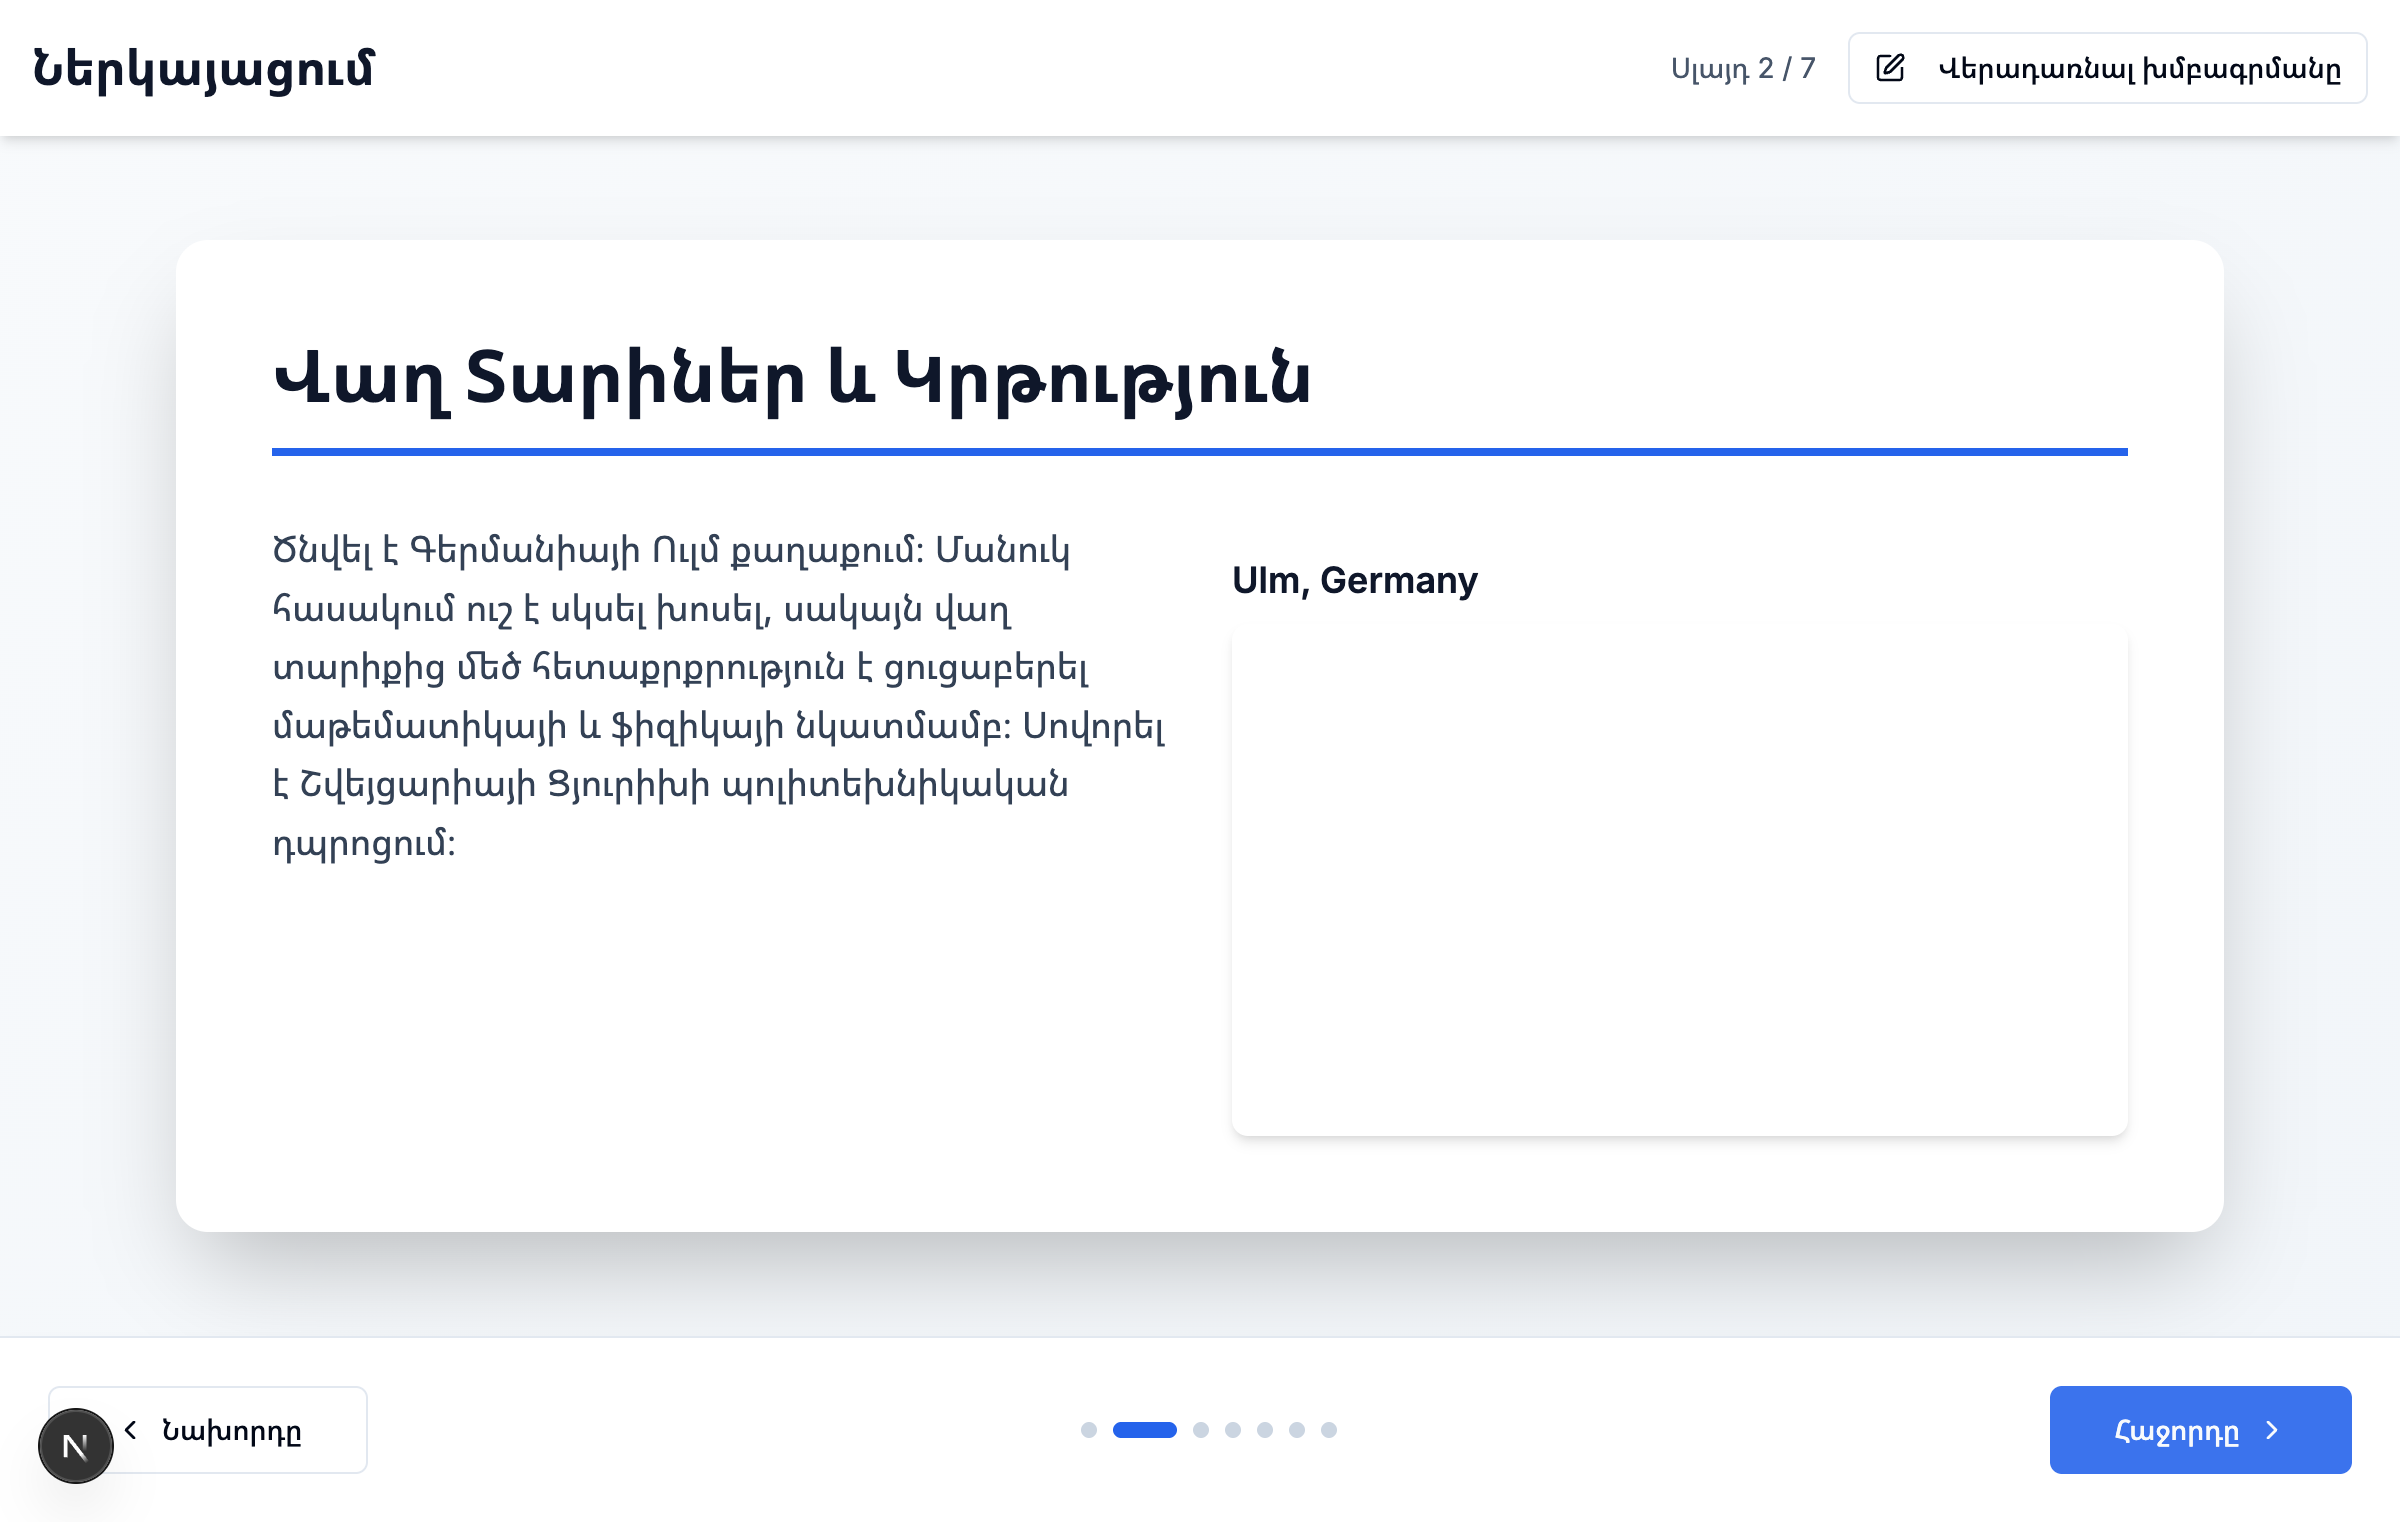 Ներկայացում
Սլայդ 2 / 7
Վերադառնալ խմբագրմանը
Վաղ Տարիներ և Կրթություն
Ծնվել է Գերմանիայի Ուլմ քաղաքում: Մանուկ
հասակում ուշ է սկսել խոսել, սակայն վաղ
տարիքից մեծ հետաքրքրություն է ցուցաբերել
մաթեմատիկայի և ֆիզիկայի նկատմամբ: Սովորել
է Շվեյցարիայի Ցյուրիխի պոլիտեխնիկական
դպրոցում:
Ulm, Germany
N
Նախորդը
Հաջորդը